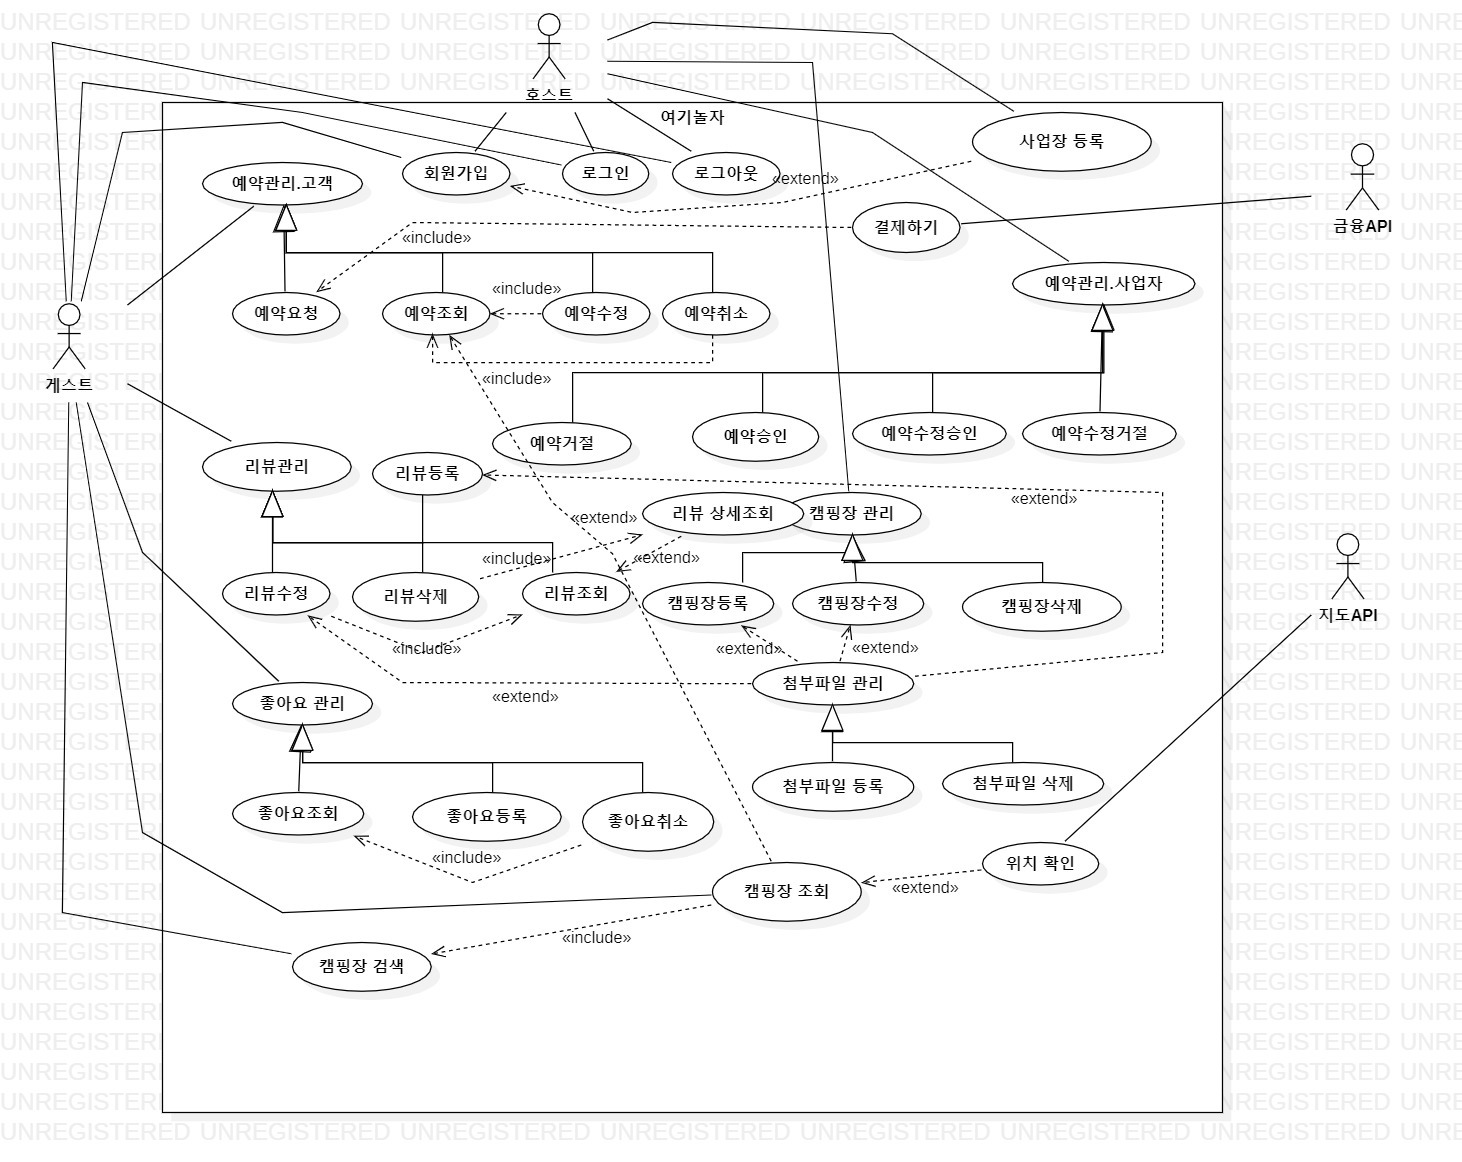 호스트
여기놀자
사업장 등록
회원가입
로그인
로그아웃
«extend»
예약관리.고객
결제하기
금융API
«include»
예약관리.사업자
«include»
예약요청
예약조회
예약수정
예약취소
게스트
«include»
예약거절
예약승인
예약수정승인
예약수정거절
리뷰관리
리뷰등록
«extend»
«extend»
리뷰 상세조회
캠핑장 관리
«include»
«extend»
리뷰수정
리뷰삭제
리뷰조회
캠핑장등록
캠핑장수정
캠핑장삭제
지도API
«include»
«extend»
«extend»
첨부파일 관리
«extend»
좋아요 관리
첨부파일 등록
첨부파일 삭제
좋아요조회
좋아요등록
좋아요취소
«include»
위치 확인
캠핑장 조회
«extend»
«include»
캠핑장 검색
UNREGISTERED